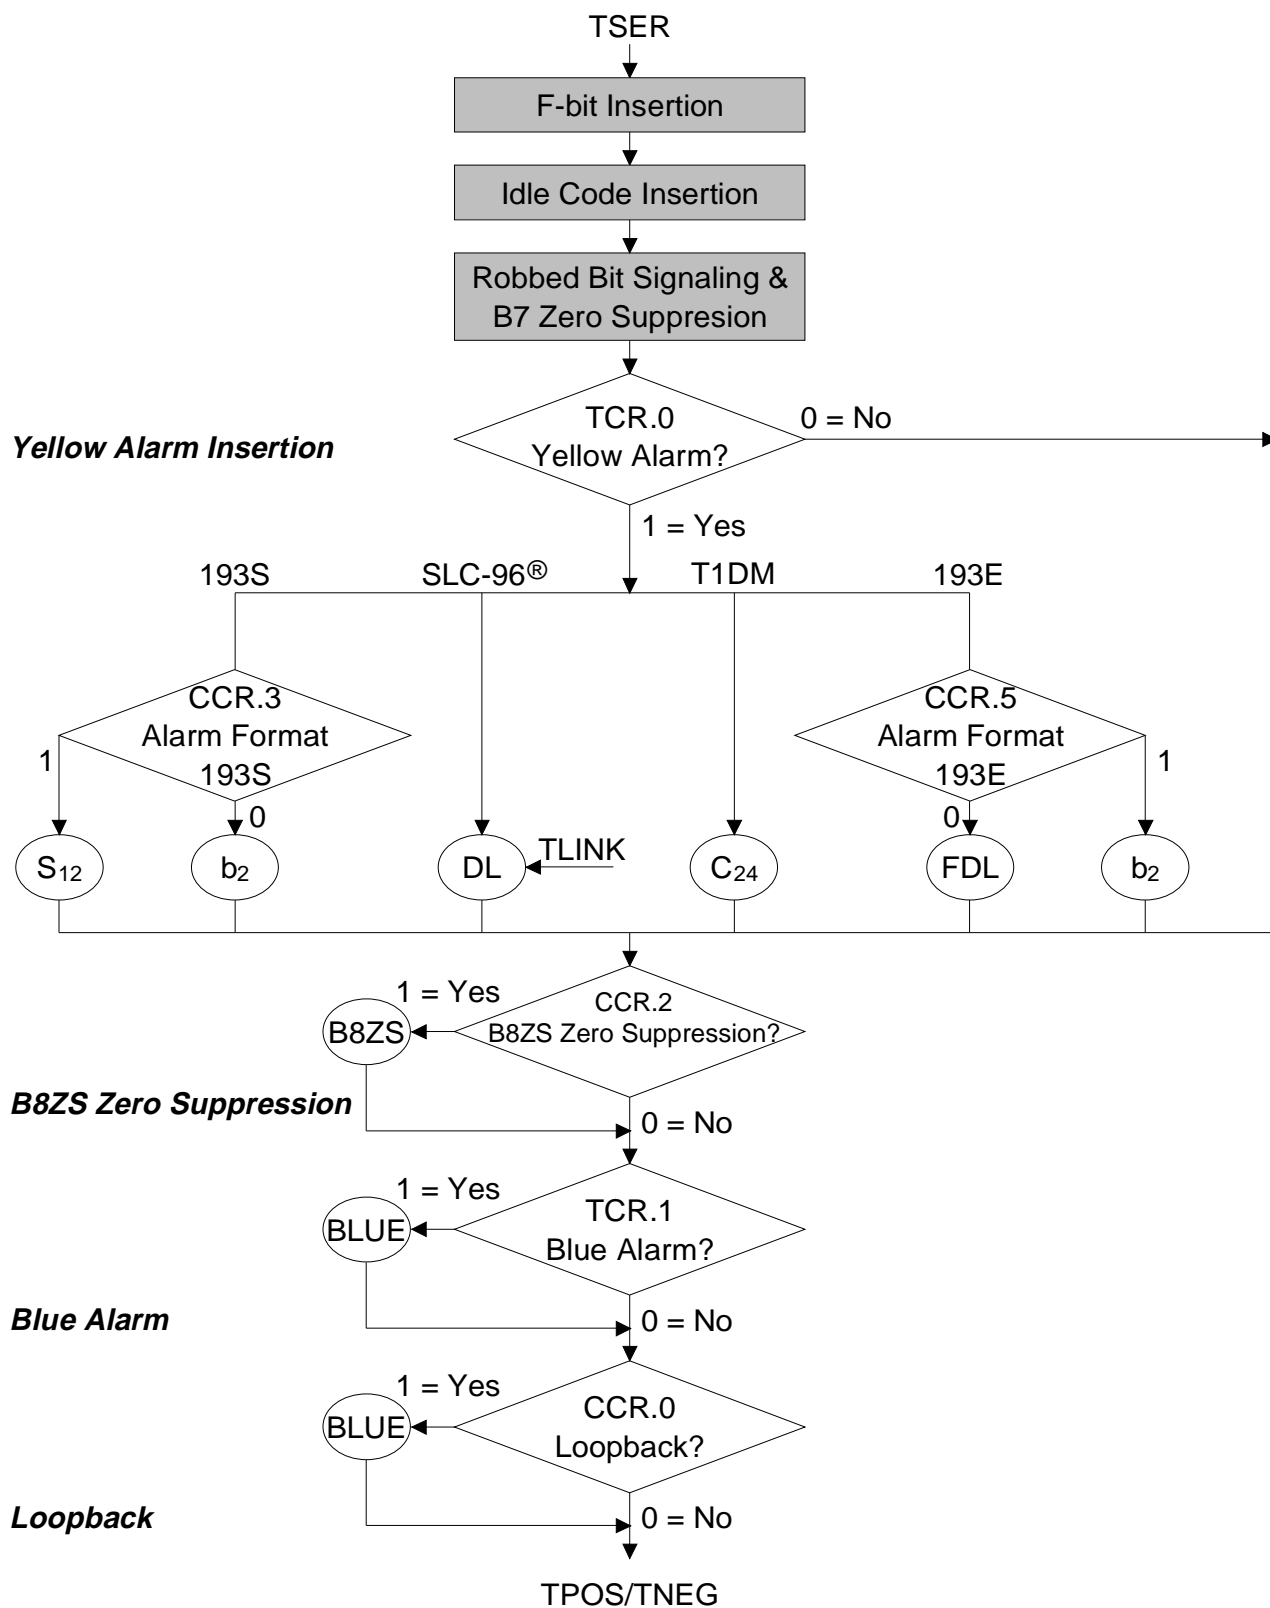 TSER
F-bit Insertion
Idle Code Insertion
Robbed Bit Signaling &
B7 Zero Suppresion
TCR.0
Yellow Alarm?
0 = No
Yellow Alarm Insertion
1 = Yes
193S
SLC-96®
T1DM
193E
CCR.3
Alarm Format
193S
1
0
CCR.5
Alarm Format
193E
0
1
S12
b2
DL
TLINK
C24
FDL
b2
1 = Yes
CCR.2
B8ZS Zero Suppression?
B8ZS
B8ZS Zero Suppression
0 = No
1 = Yes
TCR.1
Blue Alarm?
BLUE
Blue Alarm
0 = No
1 = Yes
CCR.0
Loopback?
BLUE
Loopback
0 = No
TPOS/TNEG